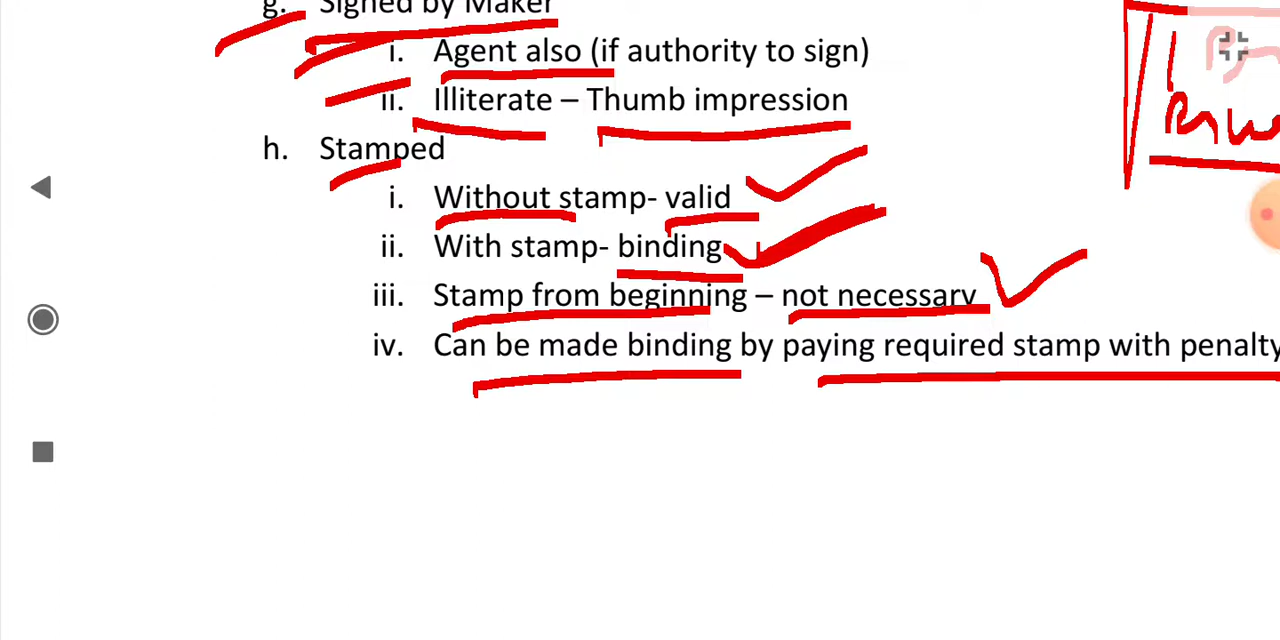 g. Signed by Maker
i. Agent also (if authority to sign)
ii. Illiterate – Thumb impression
h. Stamped
i. Without stamp- valid
ii. With stamp- binding
iii. Stamp from beginning – not necessary
iv. Can be made binding by paying required stamp with penalty